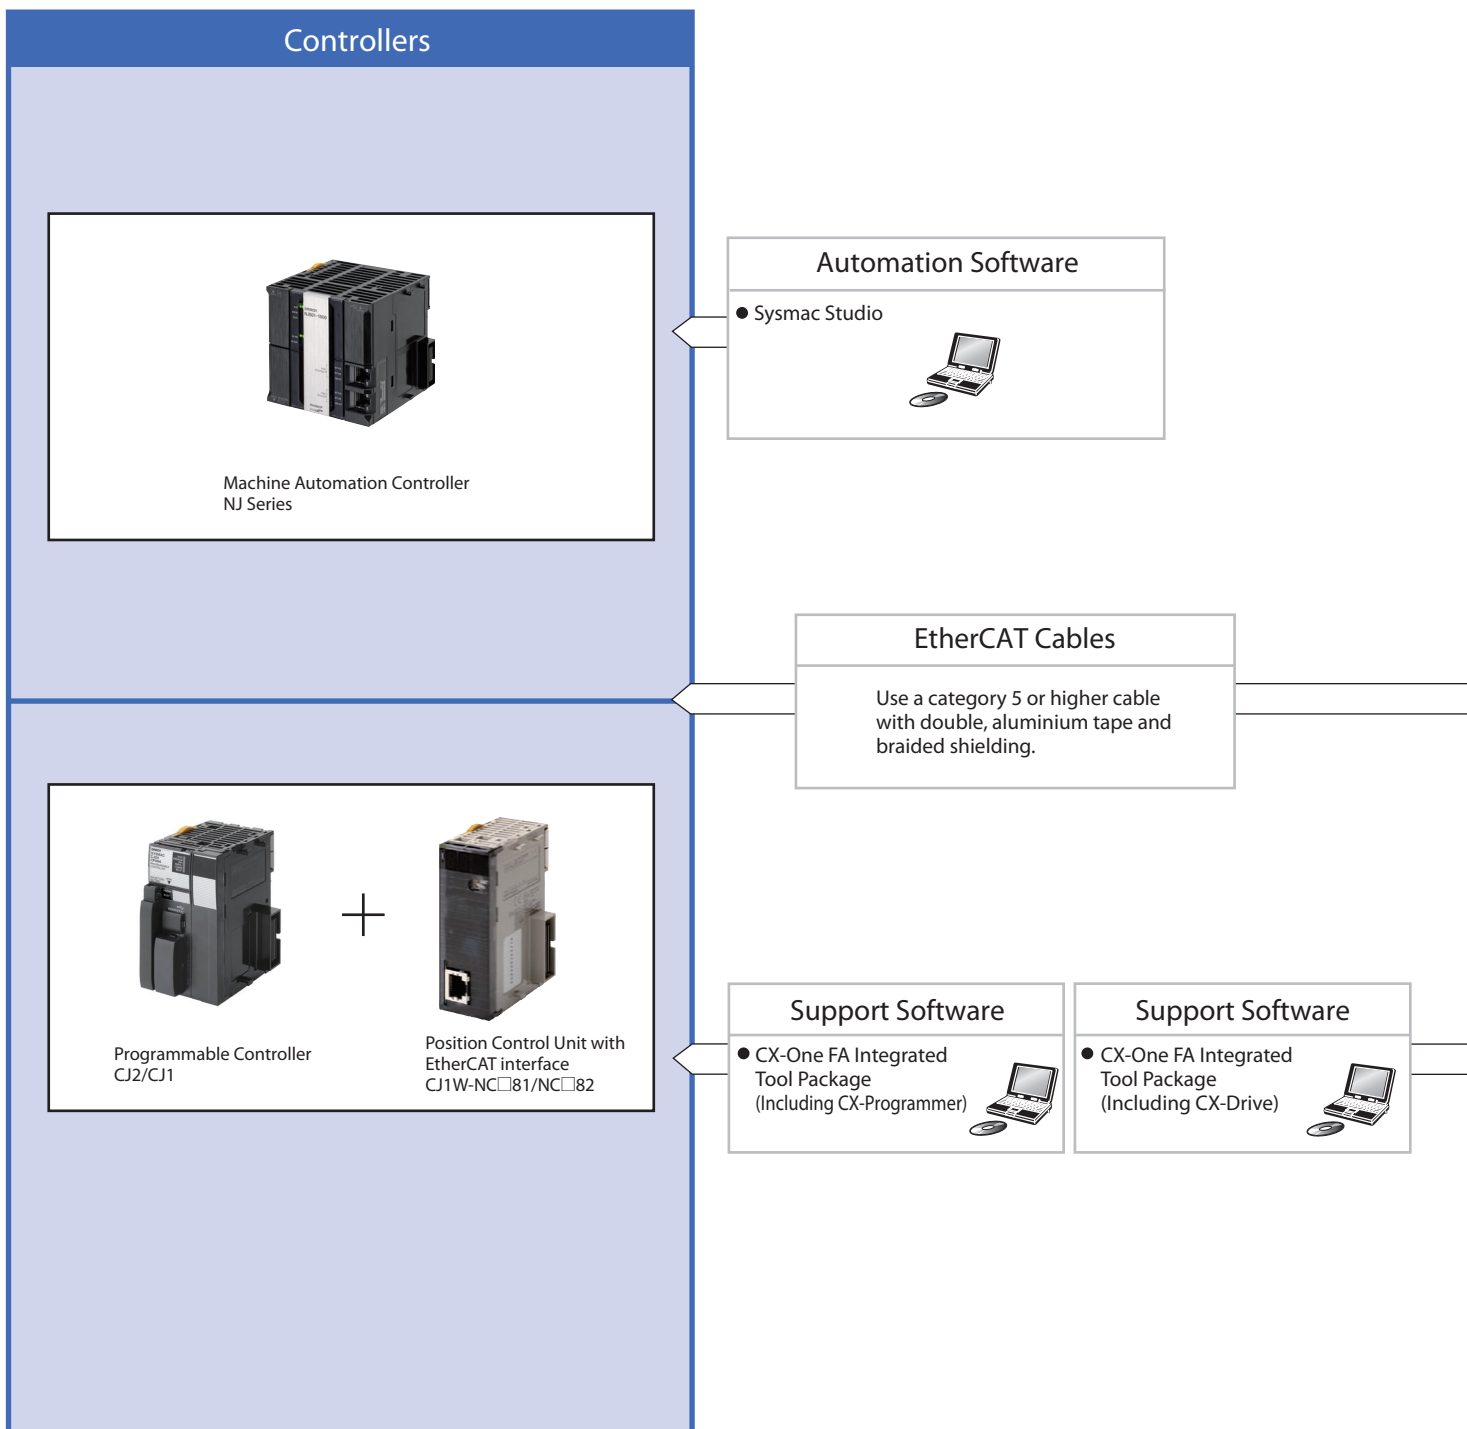 Controllers
Machine Automation Controller
NJ Series
Automation Software
● Sysmac Studio
EtherCAT Cables
Use a category 5 or higher cable
with double, aluminium tape and
braided shielding.
Programmable Controller
CJ2/CJ1
Position Control Unit with
EtherCAT interface
CJ1W-NC□81/NC□82
Support Software
● CX-One FA Integrated
Tool Package
(Including CX-Programmer)
Support Software
● CX-One FA Integrated
Tool Package
(Including CX-Drive)